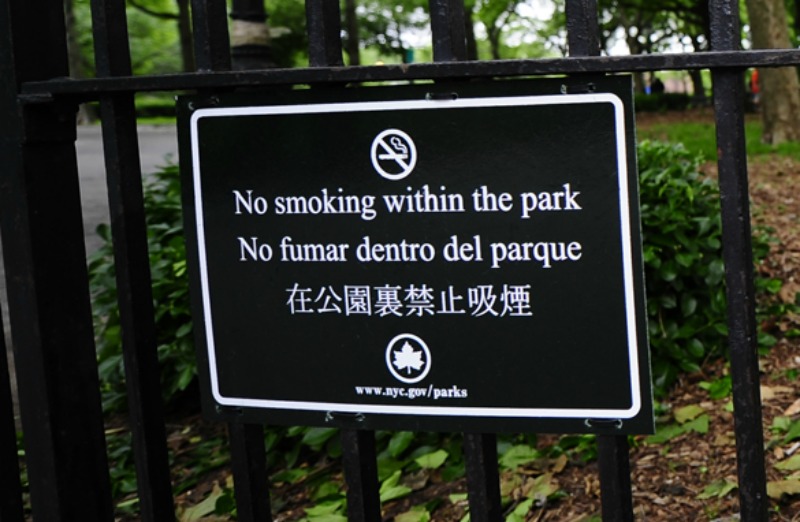 No smoking within the park
No fumar dentro del parque
在公園裏禁止吸煙
www.nyc.gov/parks